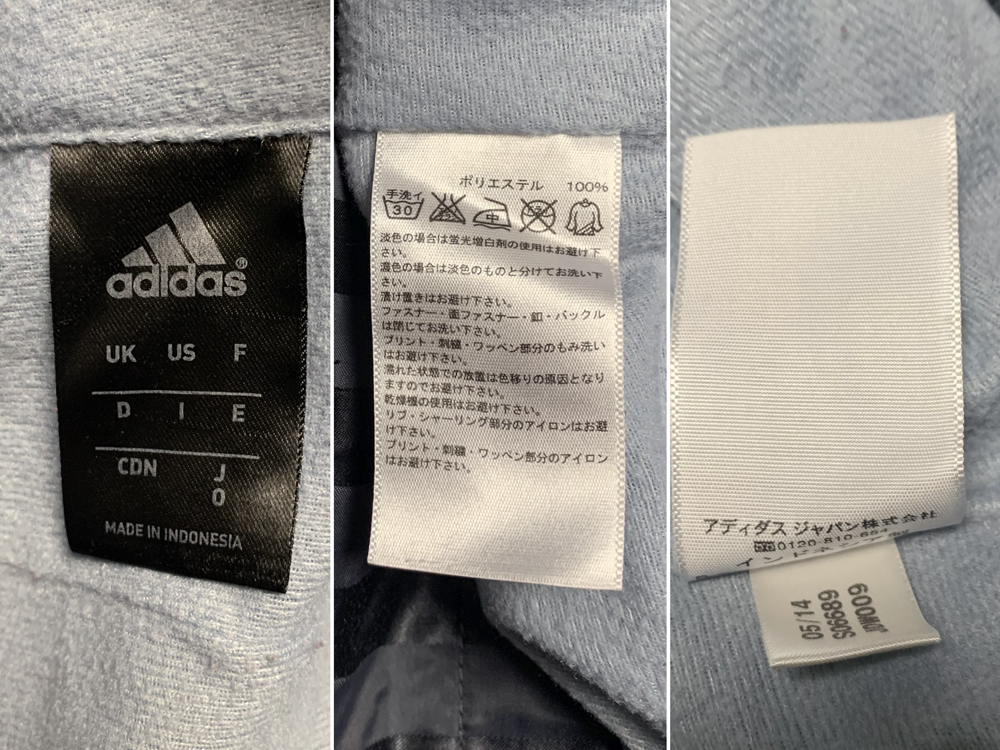 adidas®
UK US F
D I E
CDN J
O
MADE IN INDONESIA
ポリエステル 100%
手洗イ
30 中
淡色の場合は蛍光増白剤の使用はお避け下
さい。
濃色の場合は淡色のものと分けてお洗い下
さい。
漬け置きはお避け下さい。
ファスナー・面ファスナー・釦・バックル
は閉じてお洗い下さい。
プリント・刺繍・ワッペン部分のもみ洗い
はお避け下さい。
濡れた状態での放置は色移りの原因となり
ますのでお避け下さい。
乾燥機の使用はお避け下さい。
リブ・シャーリング部分のアイロンはお避
け下さい。
プリント・刺繍・ワッペン部分のアイロン
はお避け下さい。
アディダス ジャパン株式会社
0120-810-654
05/14
S06689